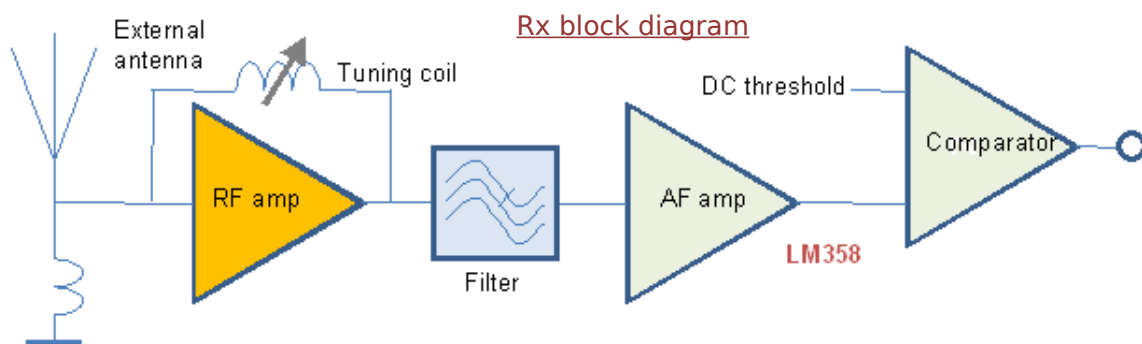 Rx block diagram
External
antenna
Tuning coil
DC threshold
Comparator
RF amp
AF amp
LM358
Filter